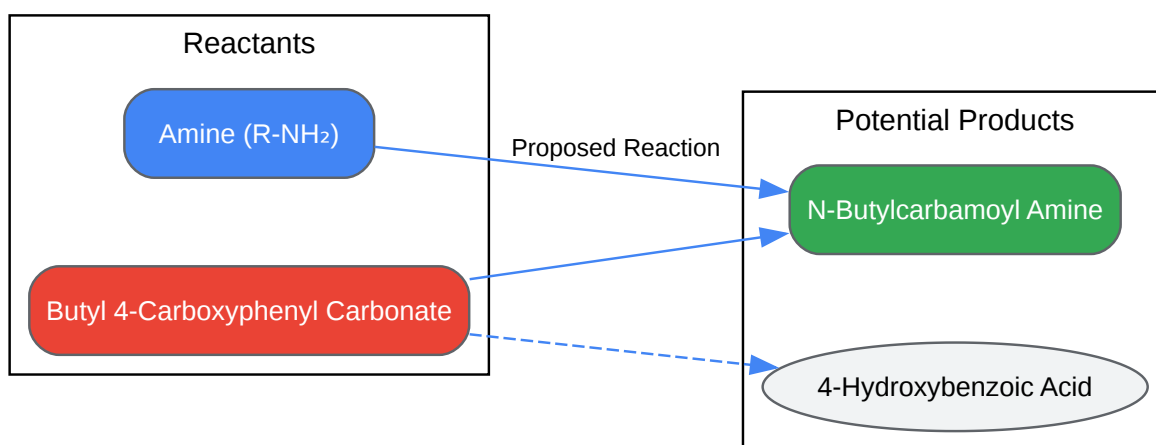 Reactants
Amine (R-NH₂)
Butyl 4-Carboxyphenyl Carbonate
Proposed Reaction
Potential Products
N-Butylcarbamoyl Amine
4-Hydroxybenzoic Acid